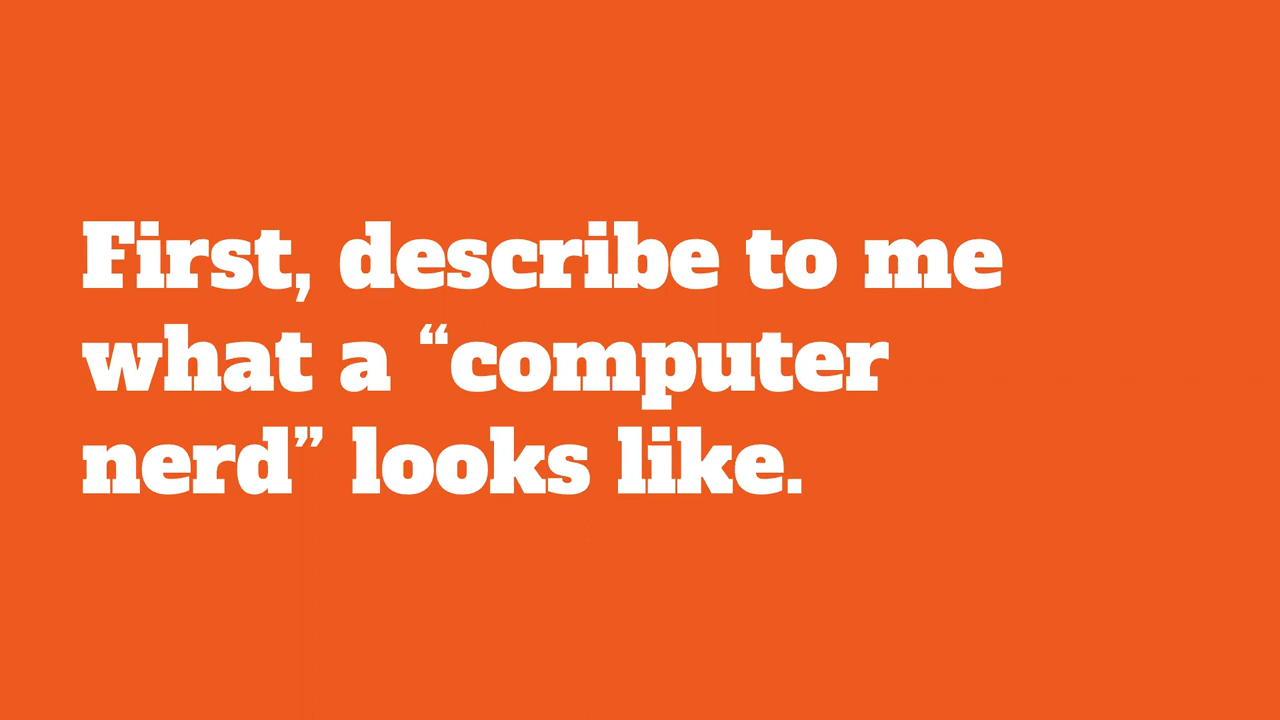 First, describe to me
what a “computer
nerd” looks like.